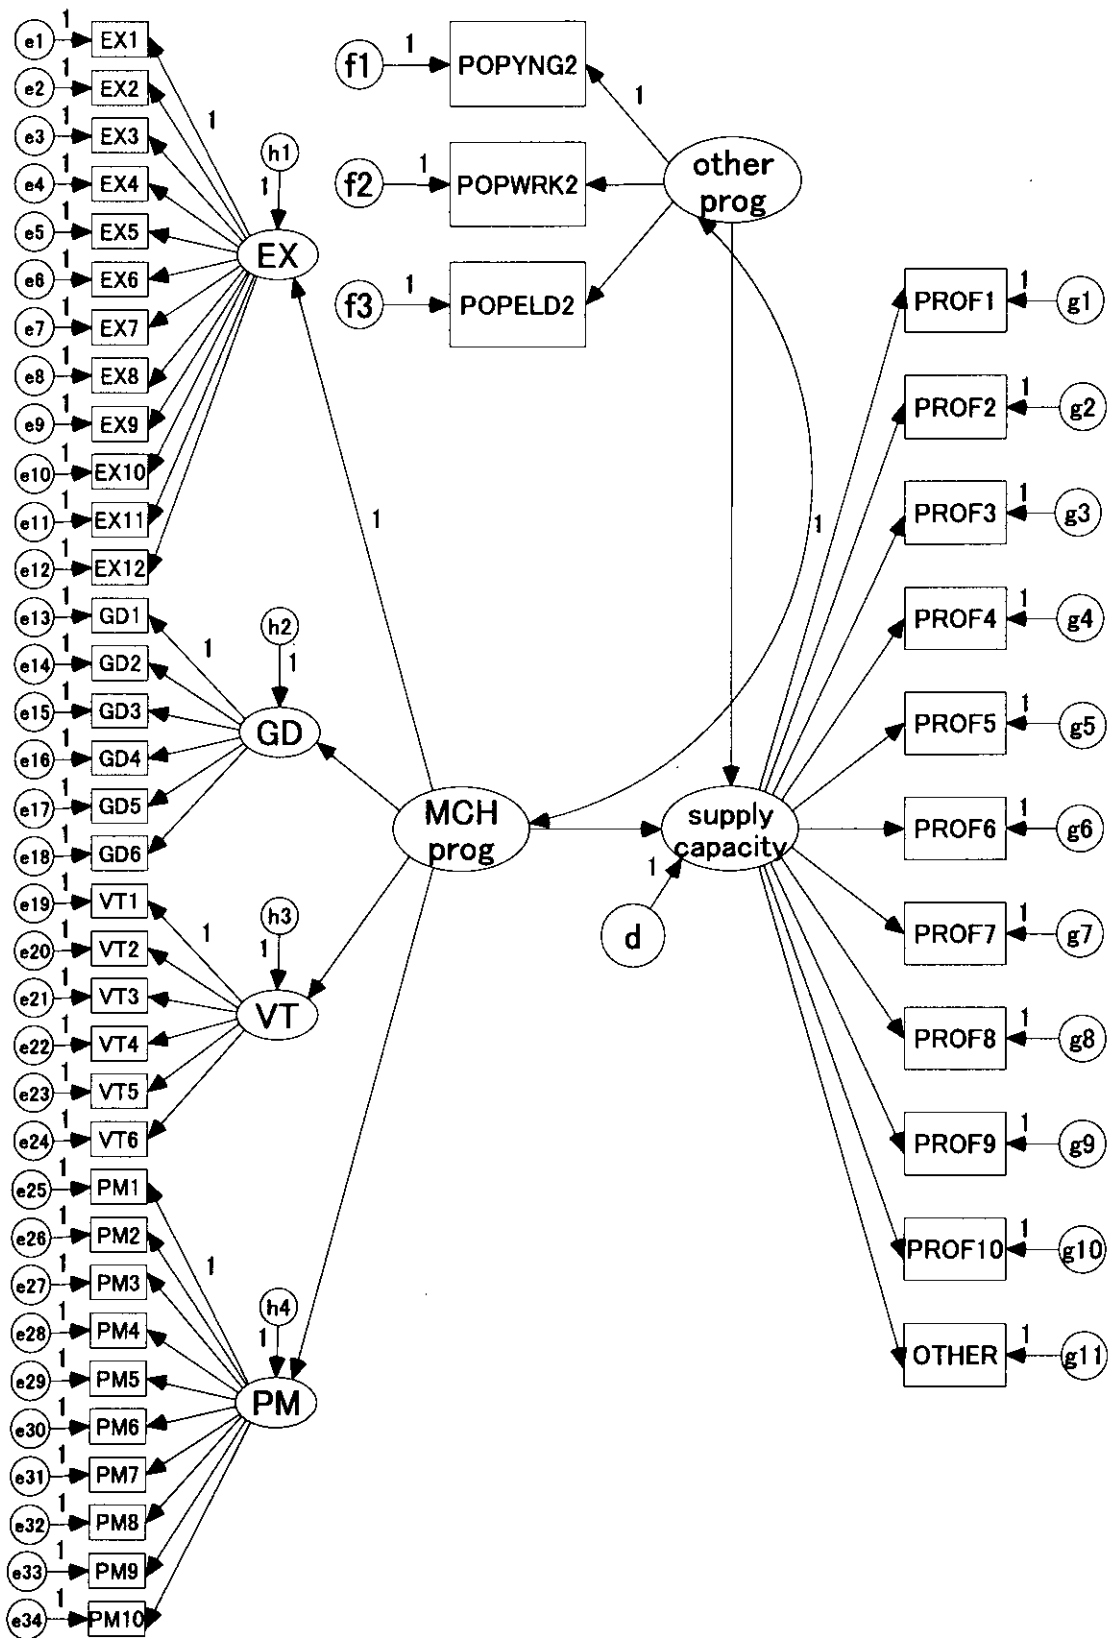 1
e1
EX1
1
e2
EX2
1
e3
EX3
1
e4
EX4
1
e5
EX5
1
e6
EX6
1
e7
EX7
1
e8
EX8
1
e9
EX9
1
e10
EX10
1
e11
EX11
1
e12
EX12
1
e13
GD1
1
e14
GD2
1
e15
GD3
1
e16
GD4
1
e17
GD5
1
e18
GD6
1
e19
VT1
1
e20
VT2
1
e21
VT3
1
e22
VT4
1
e23
VT5
1
e24
VT6
1
e25
PM1
1
e26
PM2
1
e27
PM3
1
e28
PM4
1
e29
PM5
1
e30
PM6
1
e31
PM7
1
e32
PM8
1
e33
PM9
1
e34
PM10
1
h1
1
EX
1
h2
1
GD
1
h3
1
VT
1
h4
1
PM
1
MCH
prog
f1
1
POPYNG2
f2
1
POPWRK2
f3
1
POPELD2
1
other
prog
1
supply
capacity
1
d
PROF1
1
g1
PROF2
1
g2
PROF3
1
g3
PROF4
1
g4
PROF5
1
g5
PROF6
1
g6
PROF7
1
g7
PROF8
1
g8
PROF9
1
g9
PROF10
1
g10
OTHER
1
g11